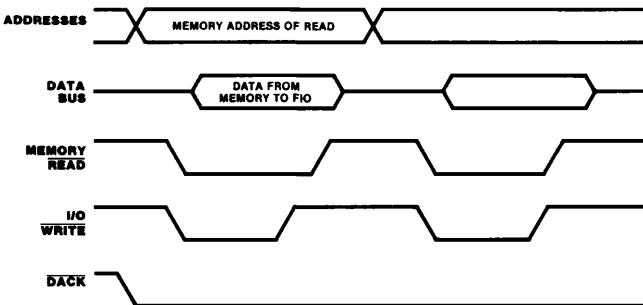 ADDRESSES
MEMORY ADDRESS OF READ
DATA
BUS
DATA FROM
MEMORY TO FIO
MEMORY
READ
I/O
WRITE
DACK